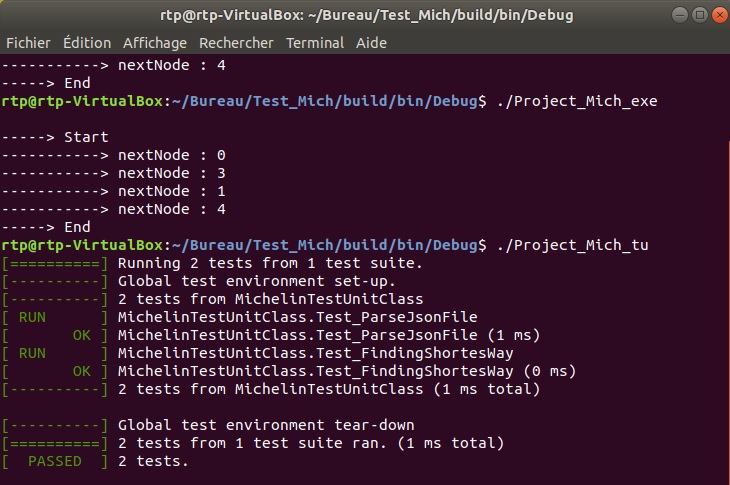 rtp@rtp-VirtualBox: ~/Bureau/Test_Mich/build/bin/Debug
Fichier Édition Affichage Rechercher Terminal Aide
-----------> nextNode : 4
-----> End
rtp@rtp-VirtualBox:~/Bureau/Test_Mich/build/bin/Debug$ ./Project_Mich_exe
-----> Start
-----------> nextNode : 0
-----------> nextNode : 3
-----------> nextNode : 1
-----------> nextNode : 4
-----> End
rtp@rtp-VirtualBox:~/Bureau/Test_Mich/build/bin/Debug$ ./Project_Mich_tu
[==========] Running 2 tests from 1 test suite.
[----------] Global test environment set-up.
[----------] 2 tests from MichelinTestUnitClass
[ RUN      ] MichelinTestUnitClass.Test_ParseJsonFile
[       OK ] MichelinTestUnitClass.Test_ParseJsonFile (1 ms)
[ RUN      ] MichelinTestUnitClass.Test_FindingShortesWay
[       OK ] MichelinTestUnitClass.Test_FindingShortesWay (0 ms)
[----------] 2 tests from MichelinTestUnitClass (1 ms total)
[----------] Global test environment tear-down
[==========] 2 tests from 1 test suite ran. (1 ms total)
[  PASSED  ] 2 tests.